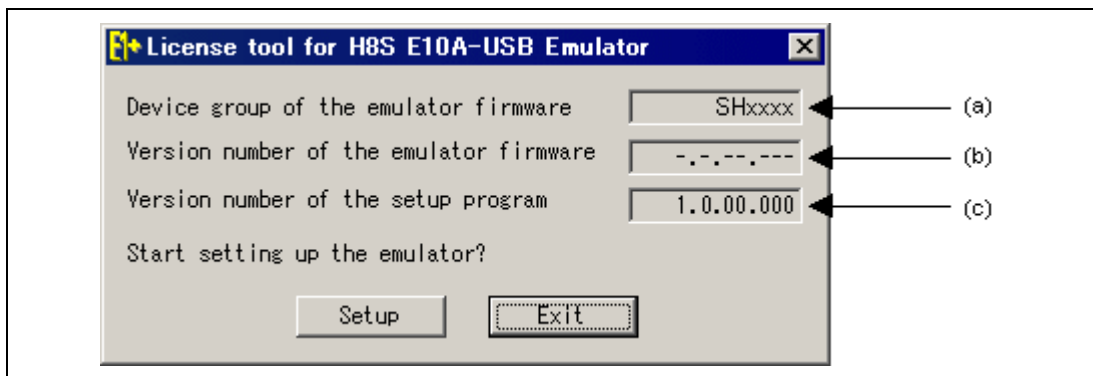 License tool for H8S E10A-USB Emulator
Device group of the emulator firmware SHxxxx (a)
Version number of the emulator firmware -.-.--.--- (b)
Version number of the setup program 1.0.00.000 (c)
Start setting up the emulator?
Setup Exit